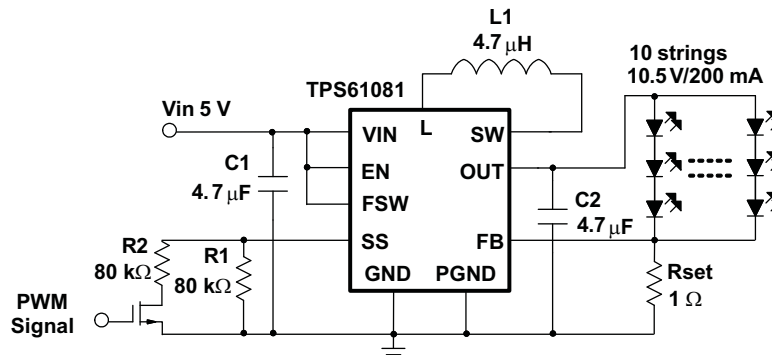 L1
4.7 μH
10 strings
10.5 V/200 mA
TPS61081
Vin 5 V
L
VIN
SW
EN
OUT
C1
4.7 μF
FSW
C2
4.7 μF
R2
80 kΩ
R1
80 kΩ
SS
FB
GND
PGND
Rset
1 Ω
PWM
Signal